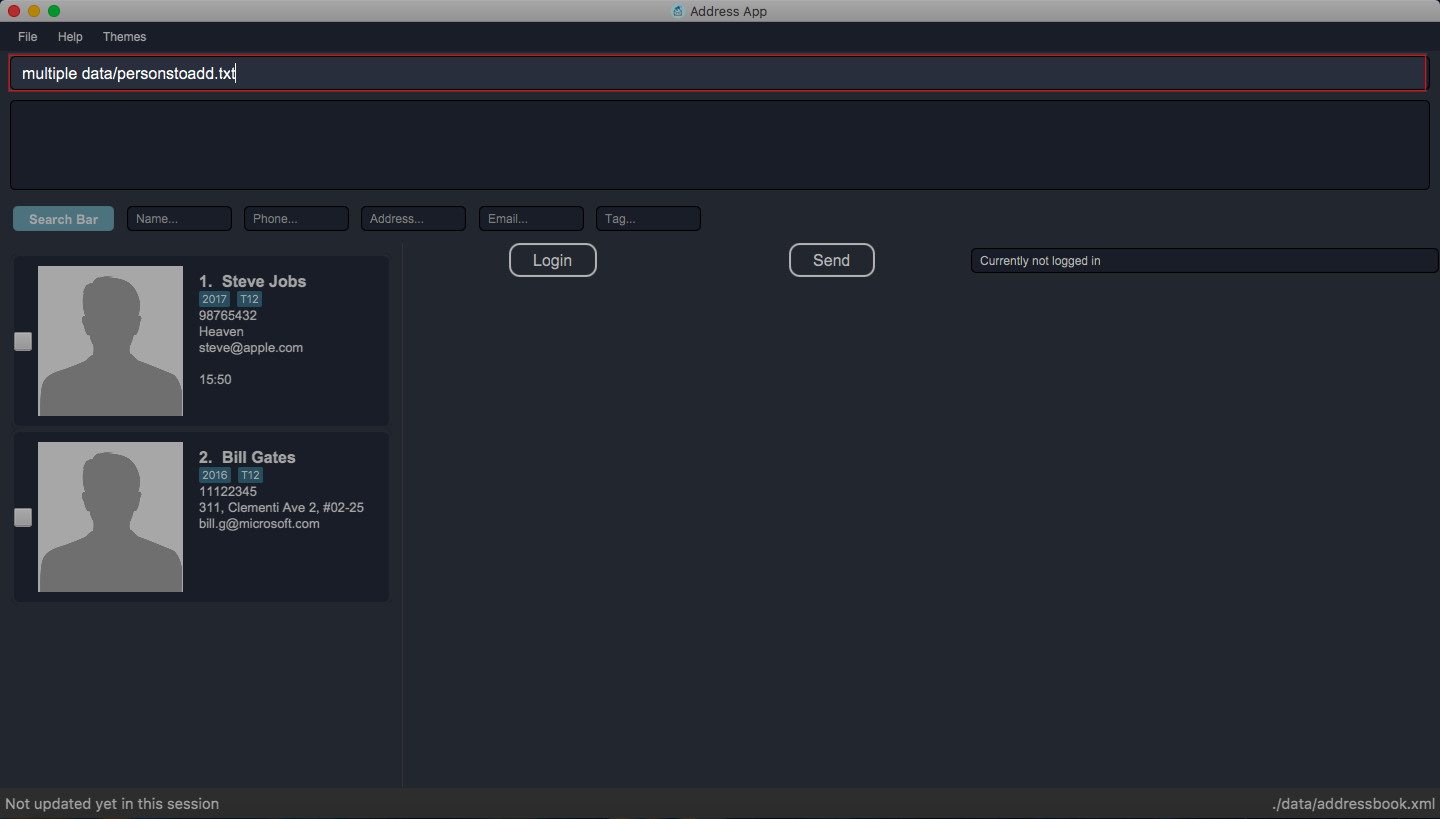 Address App
File Help Themes
multiple data/personstoadd.txt
Search Bar Name... Phone... Address... Email... Tag...
Login Send Currently not logged in
1. Steve Jobs
2017 T12
98765432
Heaven
steve@apple.com
15:50
2. Bill Gates
2016 T12
11122345
311, Clementi Ave 2, #02-25
bill.g@microsoft.com
Not updated yet in this session ./data/addressbook.xml